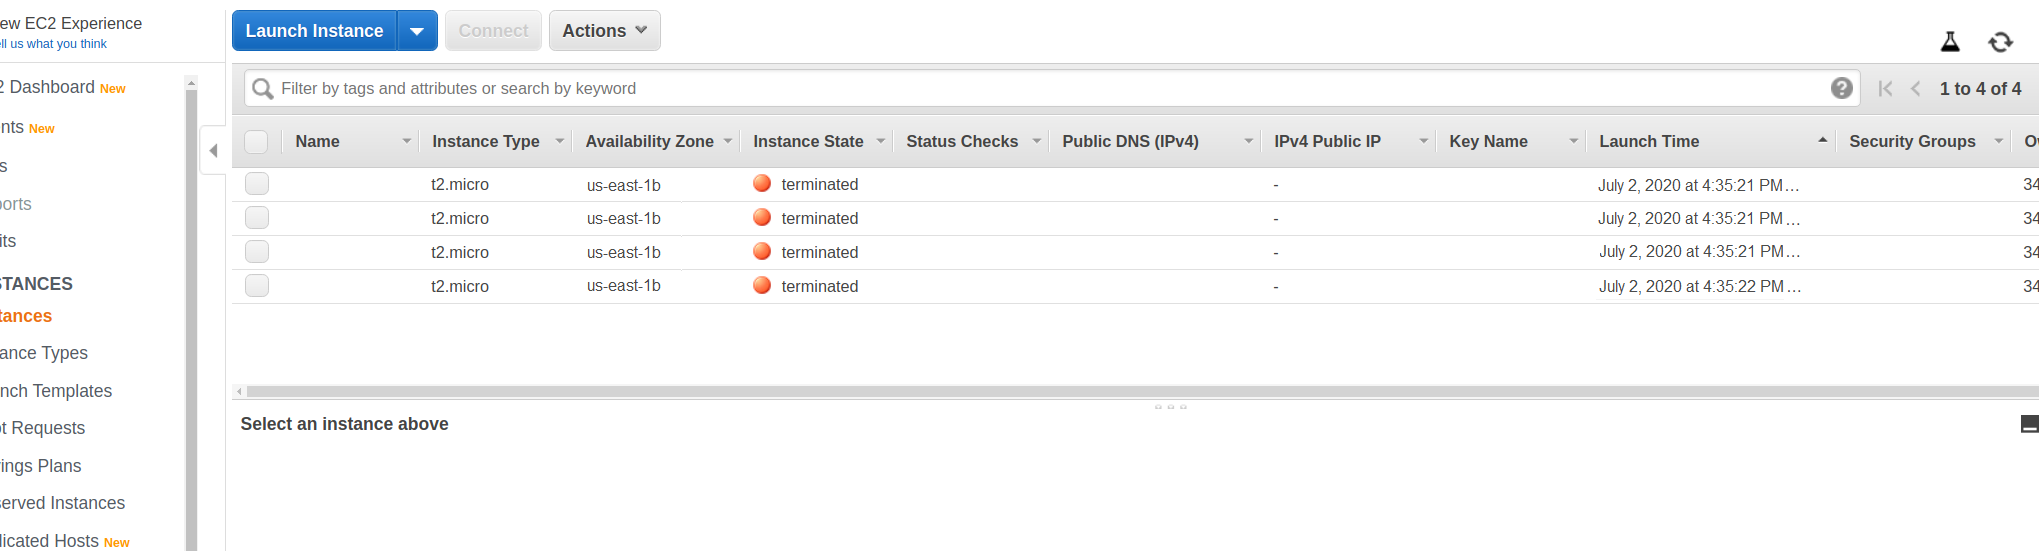 ew EC2 Experience
ell us what you think
2 Dashboard New
nts New
s
orts
its
STANCES
tances
ance Types
nch Templates
t Requests
ings Plans
served Instances
licated Hosts New
Launch Instance Connect Actions
Filter by tags and attributes or search by keyword ? 1 to 4 of 4
Name Instance Type Availability Zone Instance State Status Checks Public DNS (IPv4) IPv4 Public IP Key Name Launch Time Security Groups Ov
t2.micro us-east-1b terminated - July 2, 2020 at 4:35:21 PM... 34
t2.micro us-east-1b terminated - July 2, 2020 at 4:35:21 PM... 34
t2.micro us-east-1b terminated - July 2, 2020 at 4:35:21 PM... 34
t2.micro us-east-1b terminated - July 2, 2020 at 4:35:22 PM... 34
Select an instance above